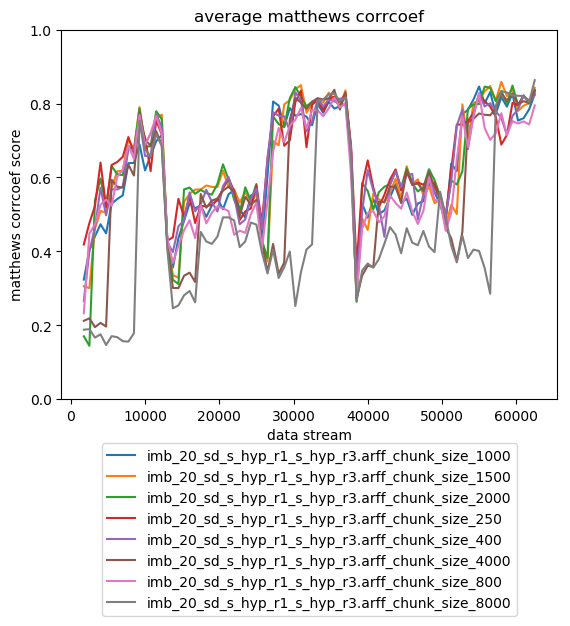 average matthews corrcoef
1.0
0.8
0.6
0.4
0.2
0.0
matthews corrcoef score
0 10000 20000 30000 40000 50000 60000
data stream
imb_20_sd_s_hyp_r1_s_hyp_r3.arff_chunk_size_1000
imb_20_sd_s_hyp_r1_s_hyp_r3.arff_chunk_size_1500
imb_20_sd_s_hyp_r1_s_hyp_r3.arff_chunk_size_2000
imb_20_sd_s_hyp_r1_s_hyp_r3.arff_chunk_size_250
imb_20_sd_s_hyp_r1_s_hyp_r3.arff_chunk_size_400
imb_20_sd_s_hyp_r1_s_hyp_r3.arff_chunk_size_4000
imb_20_sd_s_hyp_r1_s_hyp_r3.arff_chunk_size_800
imb_20_sd_s_hyp_r1_s_hyp_r3.arff_chunk_size_8000